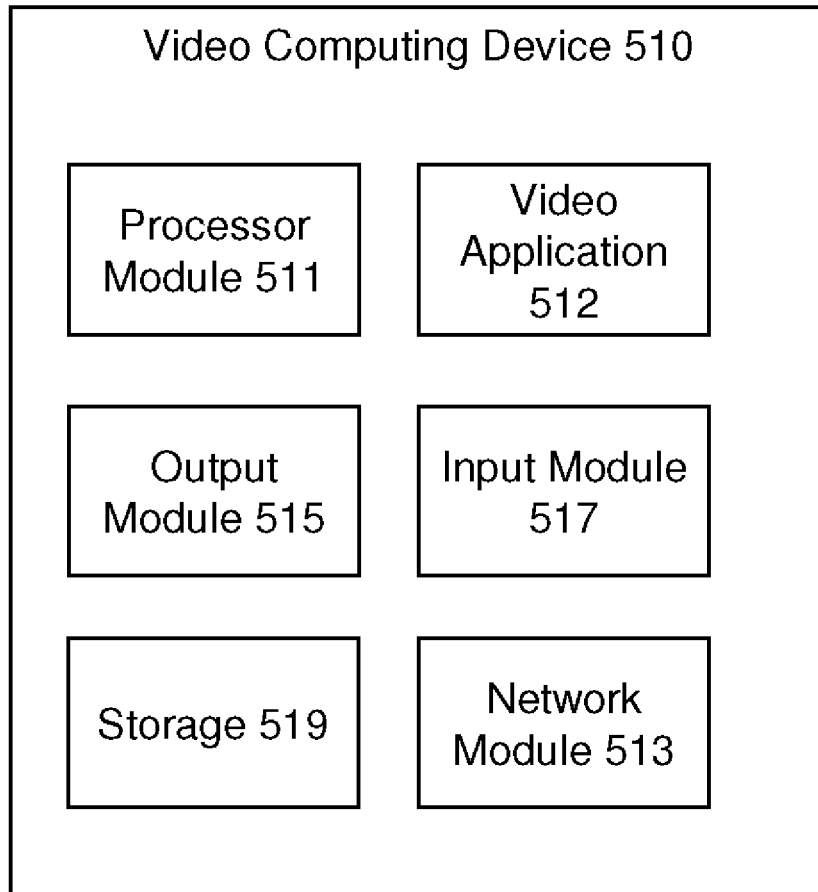 Video Computing Device 510
Processor
Module 511
Video
Application
512
Output
Module 515
Input Module
517
Storage 519
Network
Module 513